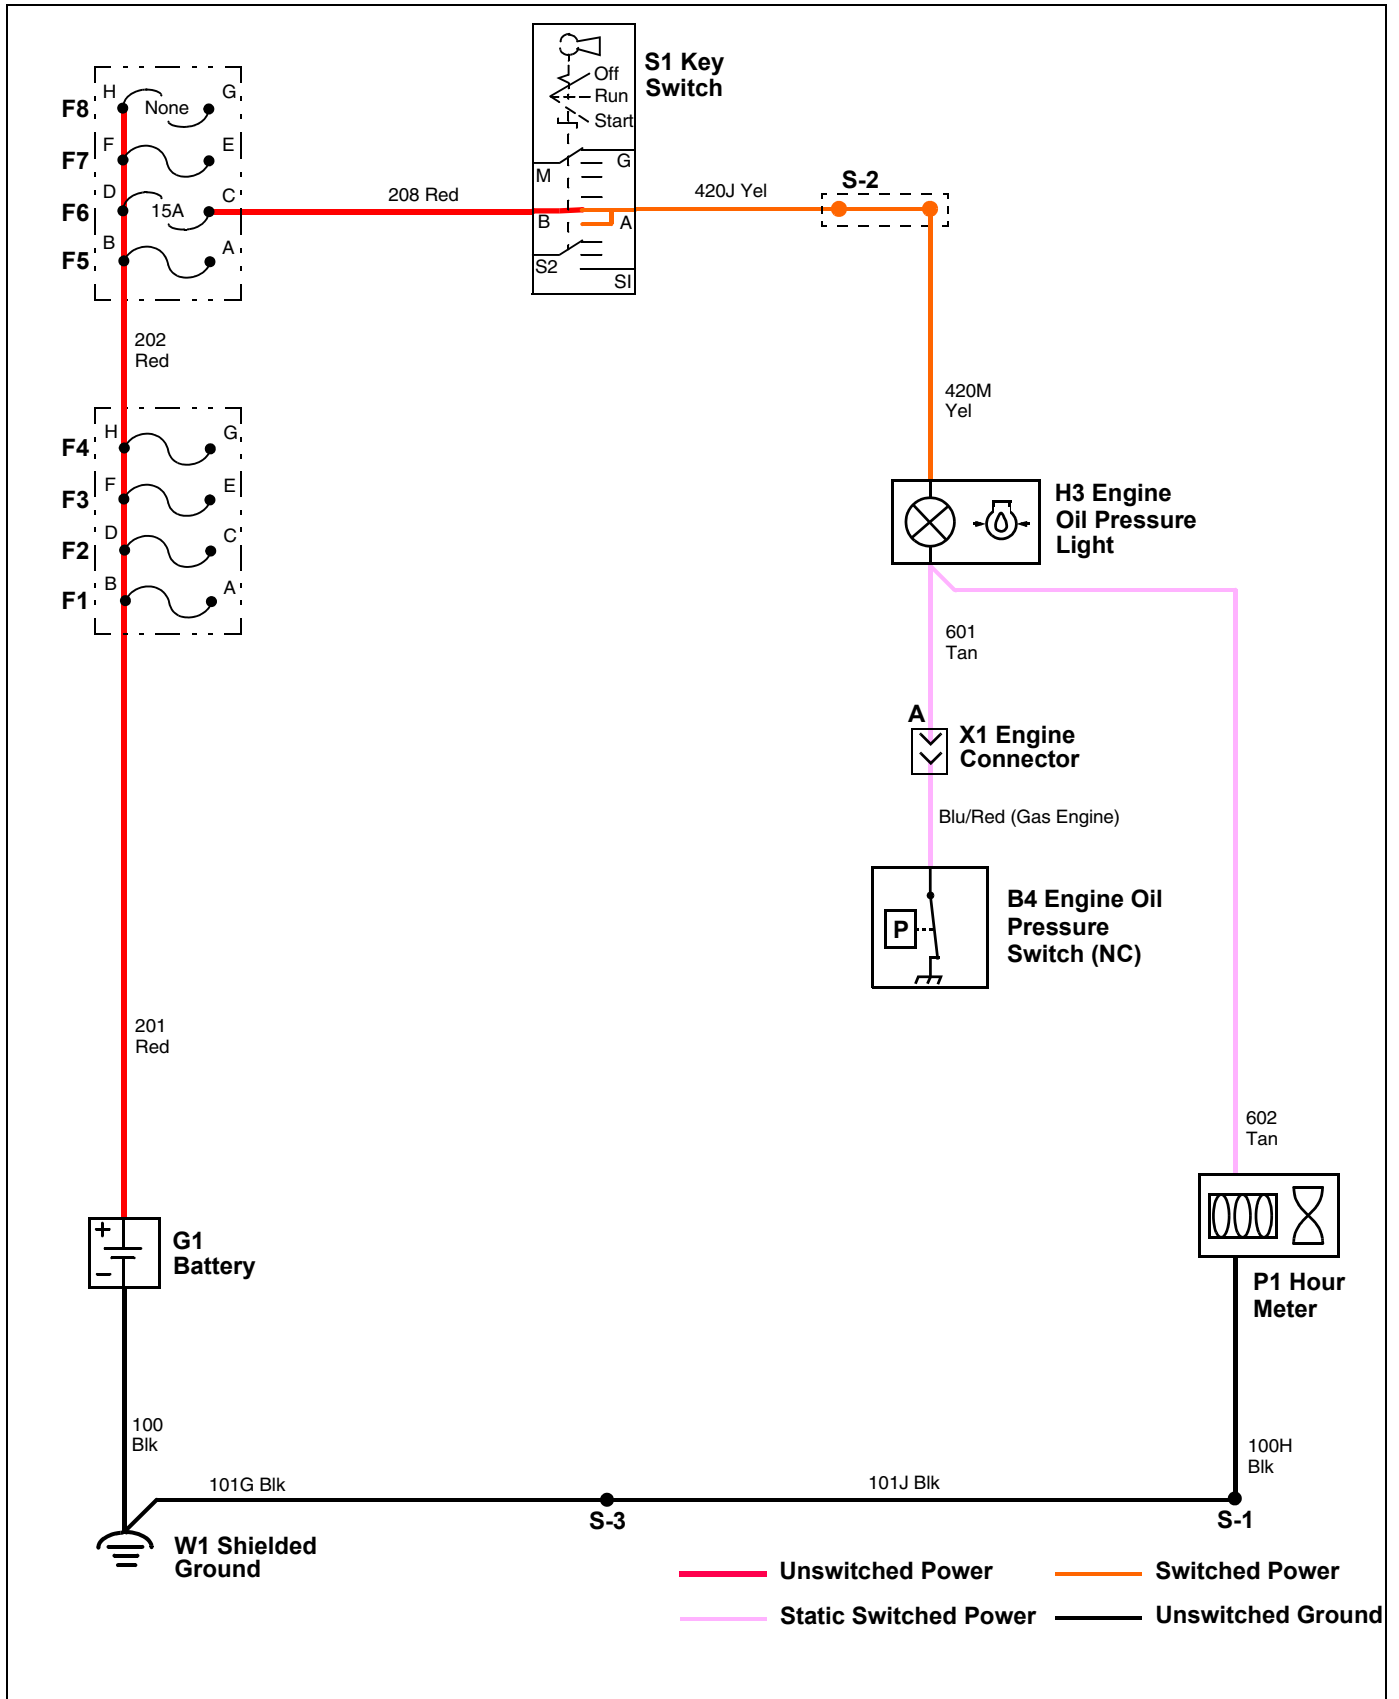 S1 Key
Switch
Off
Run
Start
M
G
B
A
S2
SI
F8
H
None
G
F7
F
E
F6
D
15A
C
F5
B
A
208 Red
420J Yel
S-2
202
Red
420M
Yel
F4
H
G
F3
F
E
F2
D
C
F1
B
A
H3 Engine
Oil Pressure
Light
601
Tan
A
X1 Engine
Connector
Blu/Red (Gas Engine)
P
B4 Engine Oil
Pressure
Switch (NC)
201
Red
602
Tan
+
−
G1
Battery
P1 Hour
Meter
100
Blk
100H
Blk
101G Blk
101J Blk
S-3
S-1
W1 Shielded
Ground
Unswitched Power
Switched Power
Static Switched Power
Unswitched Ground